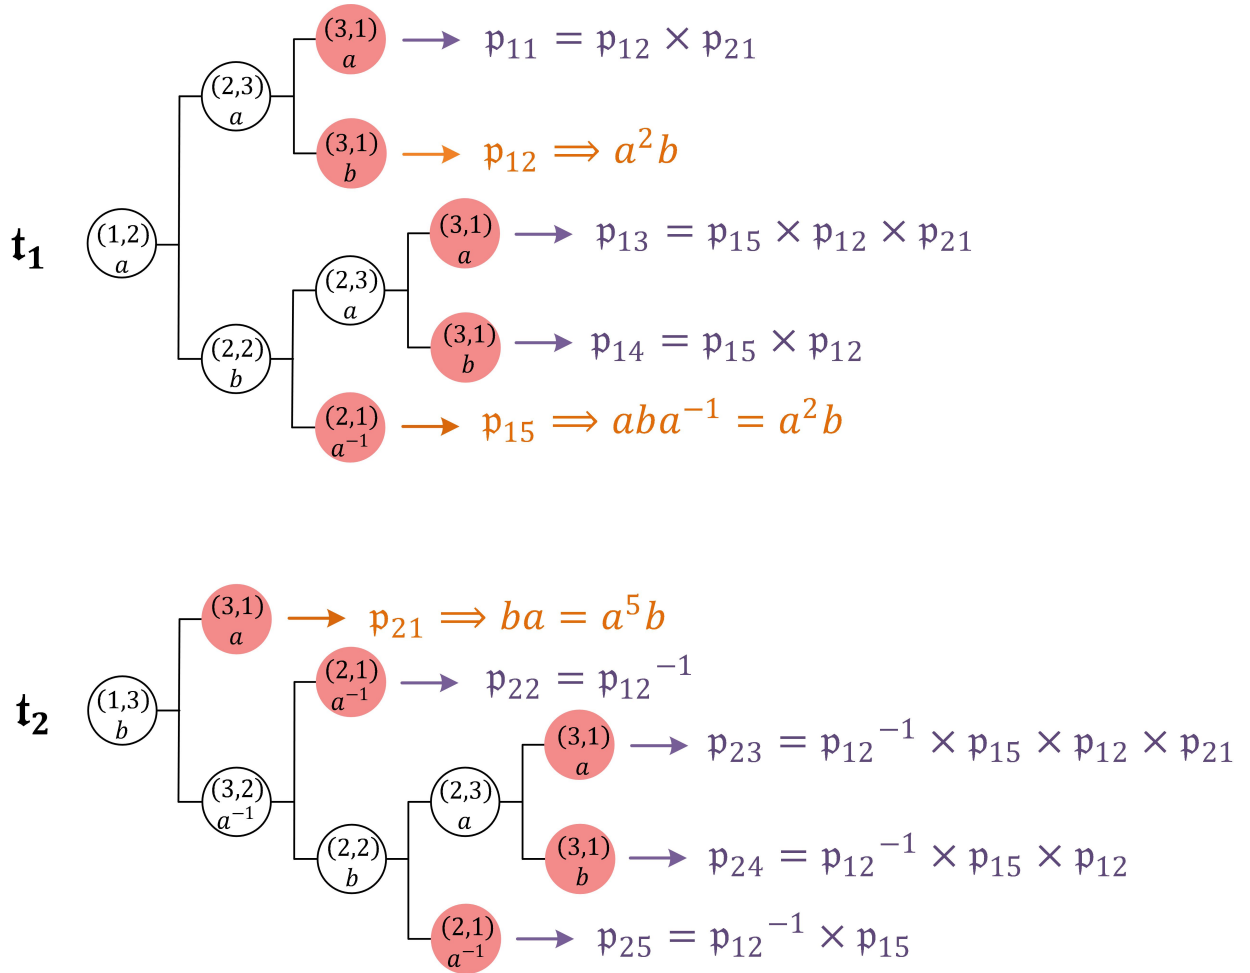 (3,1)
a
𝔭₁₁ = 𝔭₁₂ × 𝔭₂₁
(2,3)
a
(3,1)
b
𝔭₁₂ ⟹ a²b
𝖙₁
(1,2)
a
(3,1)
a
𝔭₁₃ = 𝔭₁₅ × 𝔭₁₂ × 𝔭₂₁
(2,3)
a
(3,1)
b
𝔭₁₄ = 𝔭₁₅ × 𝔭₁₂
(2,2)
b
(2,1)
a⁻¹
𝔭₁₅ ⟹ aba⁻¹ = a²b
(3,1)
a
𝔭₂₁ ⟹ ba = a⁵b
𝖙₂
(1,3)
b
(2,1)
a⁻¹
𝔭₂₂ = 𝔭₁₂⁻¹
(3,1)
a
𝔭₂₃ = 𝔭₁₂⁻¹ × 𝔭₁₅ × 𝔭₁₂ × 𝔭₂₁
(3,2)
a⁻¹
(2,3)
a
(2,2)
b
(3,1)
b
𝔭₂₄ = 𝔭₁₂⁻¹ × 𝔭₁₅ × 𝔭₁₂
(2,1)
a⁻¹
𝔭₂₅ = 𝔭₁₂⁻¹ × 𝔭₁₅